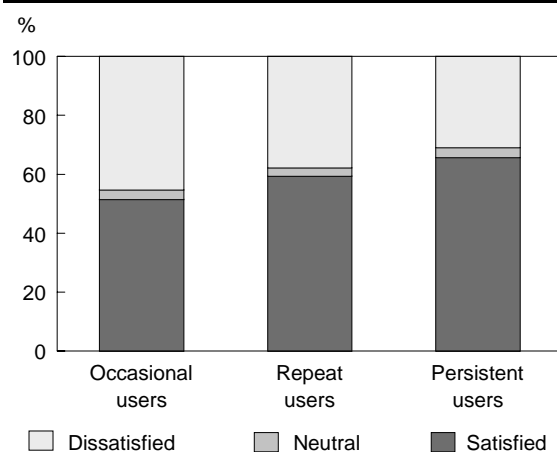 %
100
80
60
40
20
0
Occasional users
Repeat users
Persistent users
Dissatisfied
Neutral
Satisfied